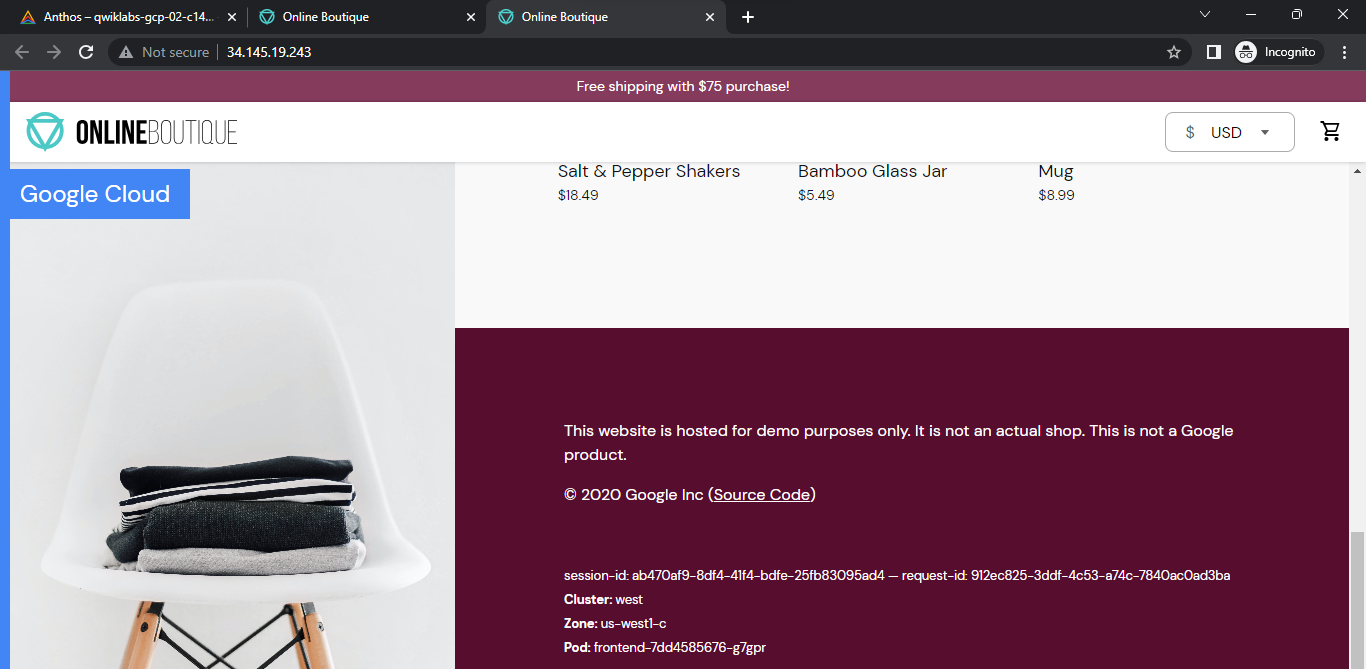 Anthos – qwiklabs-gcp-02-c14...
Online Boutique
Online Boutique
Not secure
34.145.19.243
Incognito
Free shipping with $75 purchase!
ONLINEBOUTIQUE
$ USD
Google Cloud
Salt & Pepper Shakers
$18.49
Bamboo Glass Jar
$5.49
Mug
$8.99
This website is hosted for demo purposes only. It is not an actual shop. This is not a Google
product.
© 2020 Google Inc (Source Code)
session-id: ab470af9-8df4-41f4-bdfe-25fb83095ad4 — request-id: 912ec825-3ddf-4c53-a74c-7840ac0ad3ba
Cluster: west
Zone: us-west1-c
Pod: frontend-7dd4585676-g7gpr